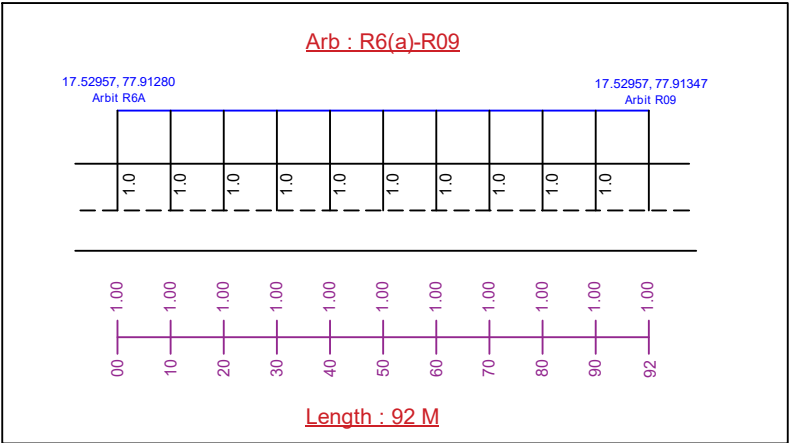 Arb : R6(a)-R09
17.52957, 77.91280
Arbit R6A
17.52957, 77.91347
Arbit R09
1.0 1.0 1.0 1.0 1.0 1.0 1.0 1.0 1.0 1.0
1.00 1.00 1.00 1.00 1.00 1.00 1.00 1.00 1.00 1.00 1.00
00 10 20 30 40 50 60 70 80 90 92
Length : 92 M